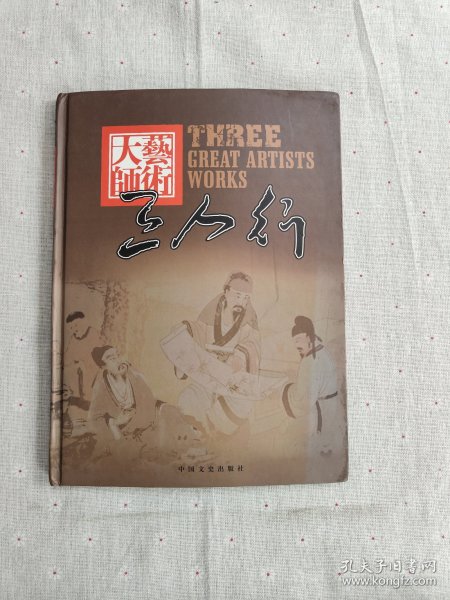 藝術
大師
THREE
GREAT ARTISTS
WORKS
三人行
中国文史出版社
孔夫子旧书网
www.kongfz.com